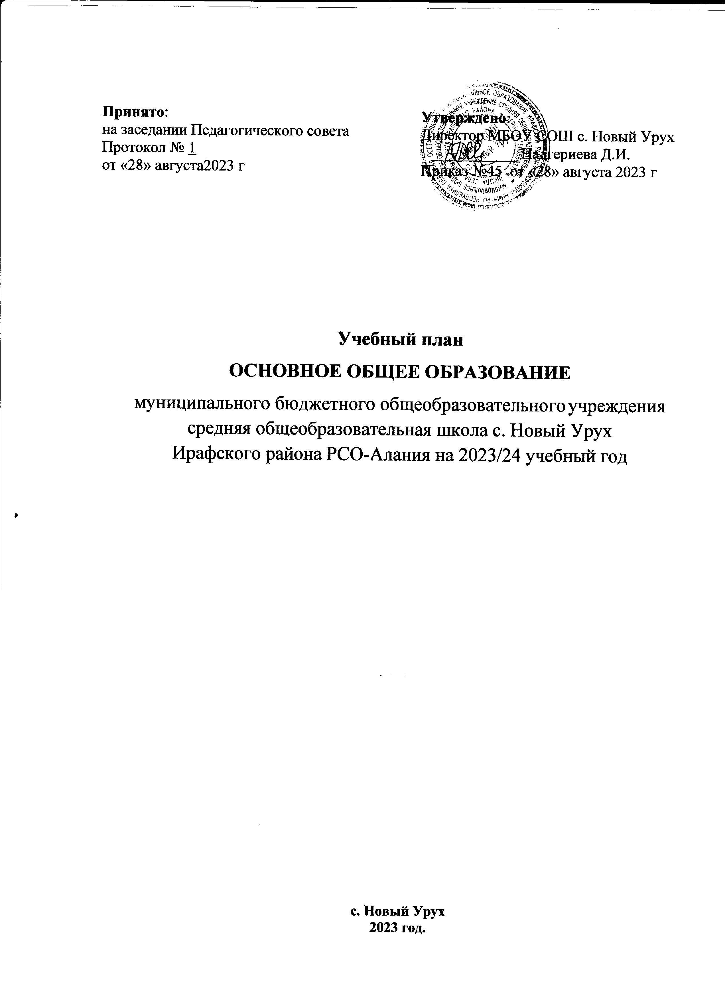 Принято:
на заседании Педагогического совета
Протокол № 1
от «28» августа2023 г
Утверждено:
Директор МБОУ СОШ с. Новый Урух
Д.И.
Приказ №45 от «28» августа 2023 г
Учебный план
ОСНОВНОЕ ОБЩЕЕ ОБРАЗОВАНИЕ
муниципального бюджетного общеобразовательного учреждения
средняя общеобразовательная школа с. Новый Урух
Ирафского района РСО-Алания на 2023/24 учебный год
с. Новый Урух
2023 год.